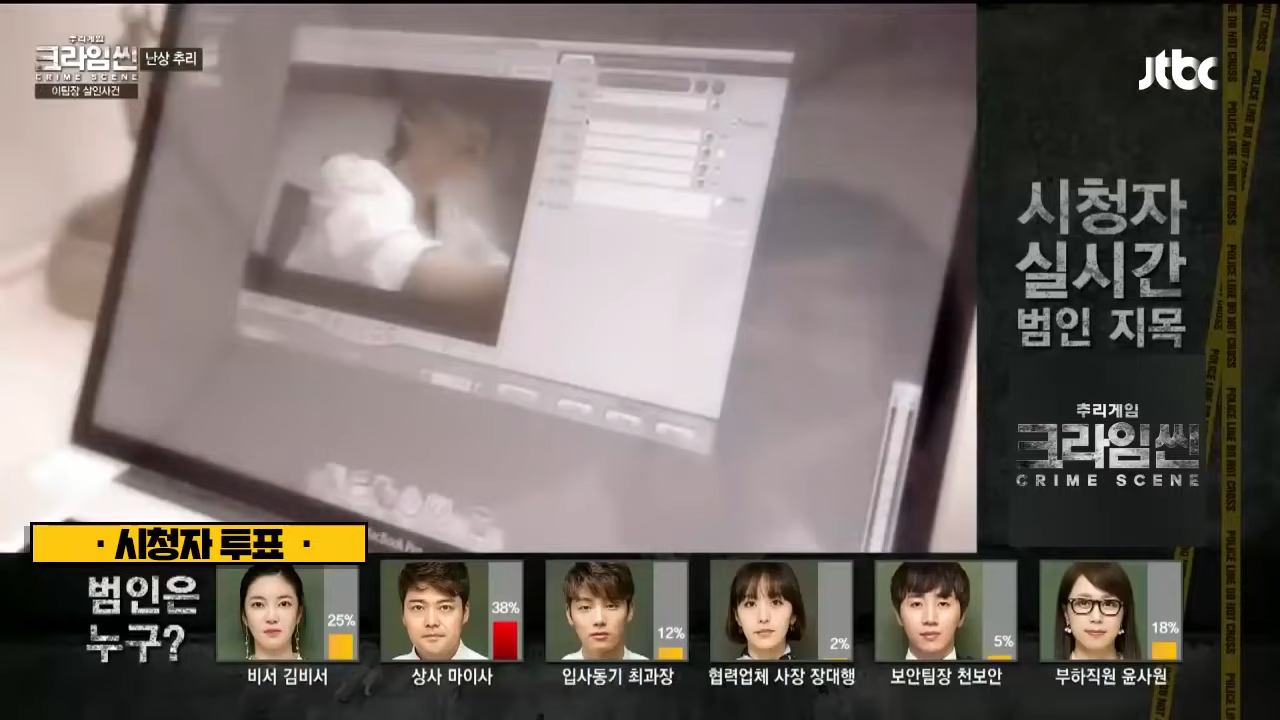 추리게임
크라임씬
CRIME SCENE
난상 추리
이팀장 살인사건
jtbc
시청자
실시간
범인 지목
추리게임
크라임씬
CRIME SCENE
· 시청자 투표 ·
범인은
누구?
25%
38%
12%
2%
5%
18%
비서 김비서
상사 마이사
입사동기 최과장
협력업체 사장 장대행
보안팀장 천보안
부하직원 윤사원
POLICE LINE DO NOT CROSS
MacBook Pro